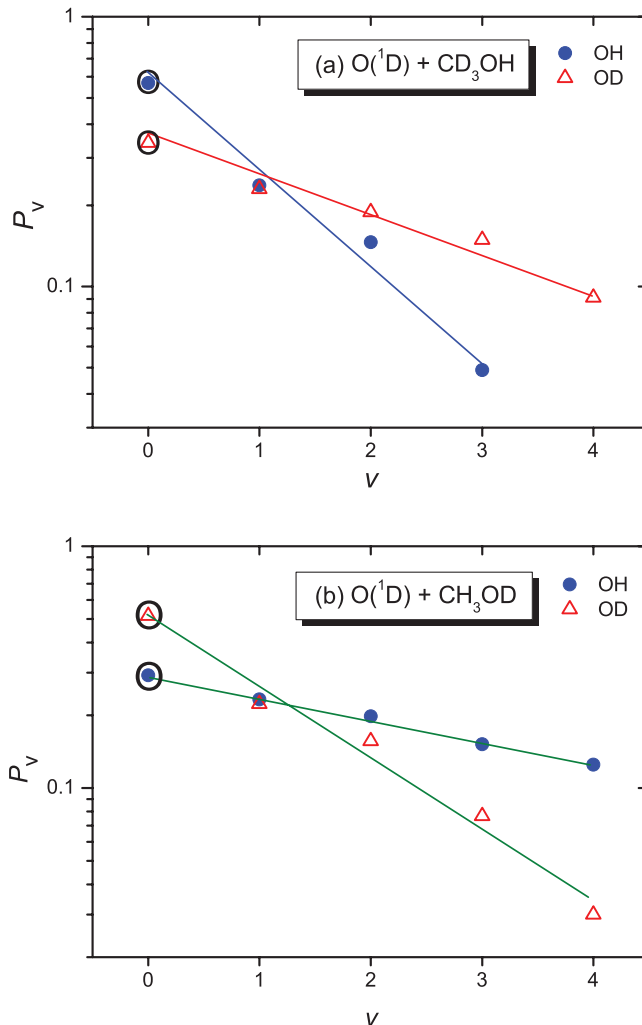 1
(a) O(¹D) + CD₃OH
OH
OD
Pᵥ
0.1
0 1 2 3 4
v
1
(b) O(¹D) + CH₃OD
OH
OD
Pᵥ
0.1
0 1 2 3 4
v